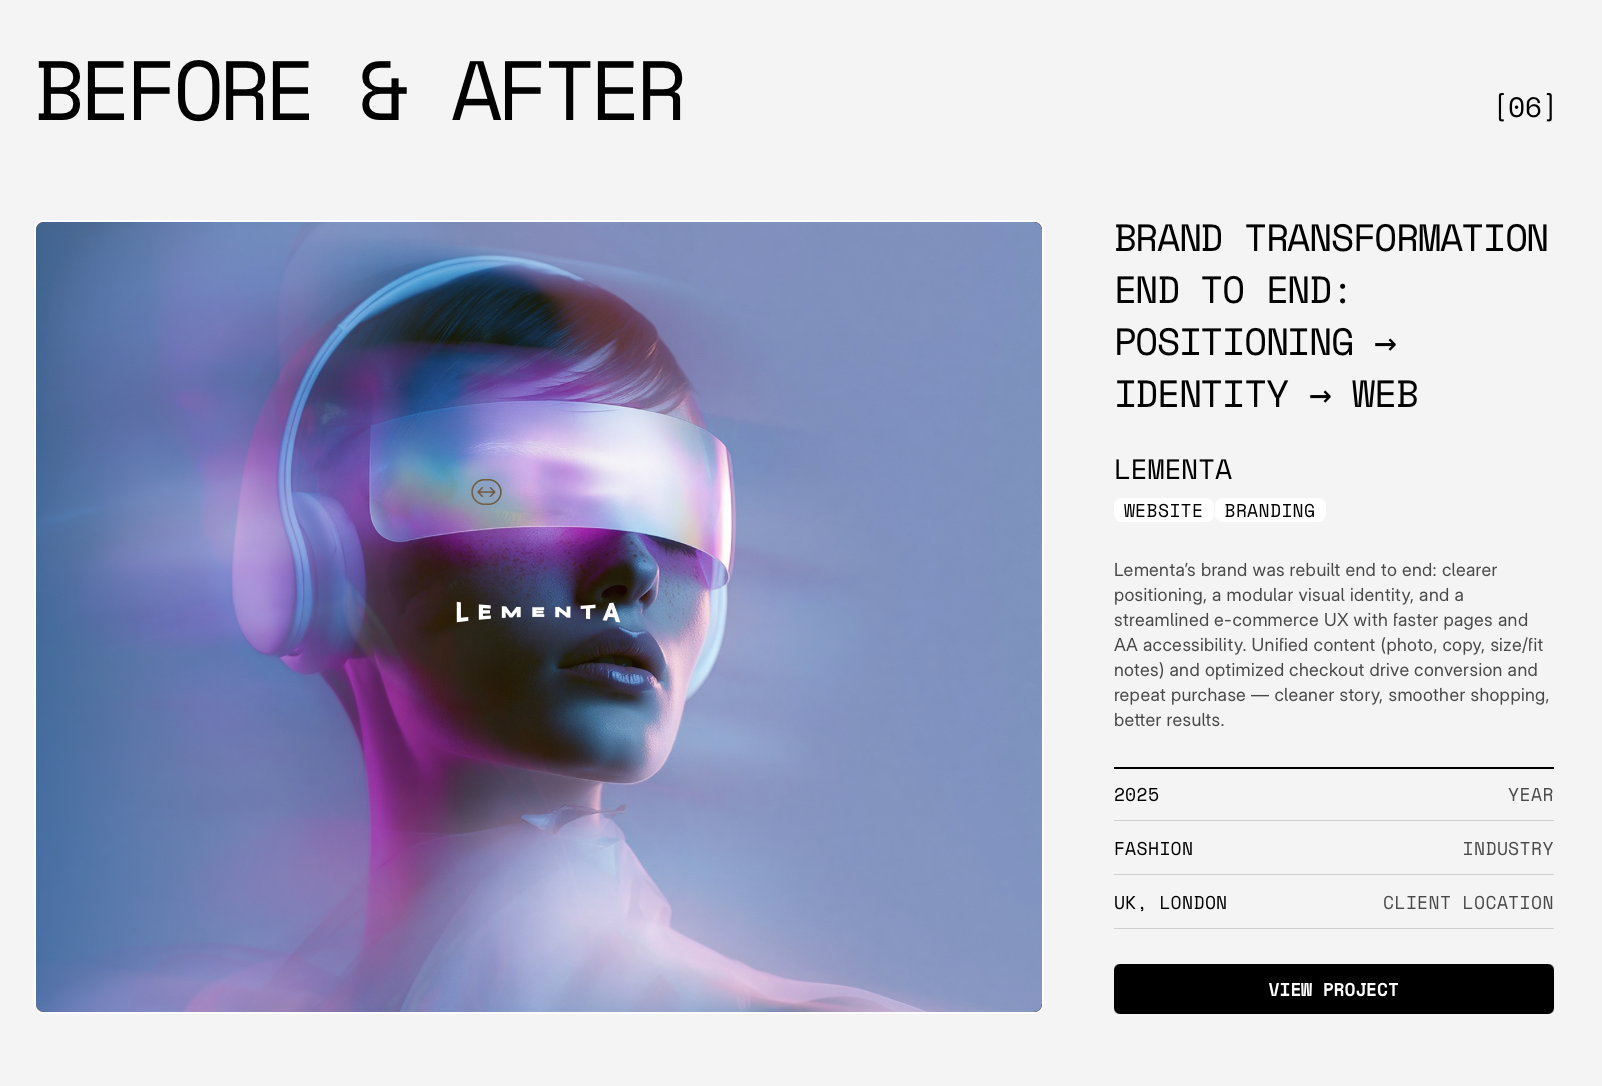 BEFORE & AFTER
[06]
LEMENTA
BRAND TRANSFORMATION
END TO END:
POSITIONING →
IDENTITY → WEB
LEMENTA
WEBSITE BRANDING
Lementa’s brand was rebuilt end to end: clearer
positioning, a modular visual identity, and a
streamlined e-commerce UX with faster pages and
AA accessibility. Unified content (photo, copy, size/fit
notes) and optimized checkout drive conversion and
repeat purchase — cleaner story, smoother shopping,
better results.
2025 YEAR
FASHION INDUSTRY
UK, LONDON CLIENT LOCATION
VIEW PROJECT